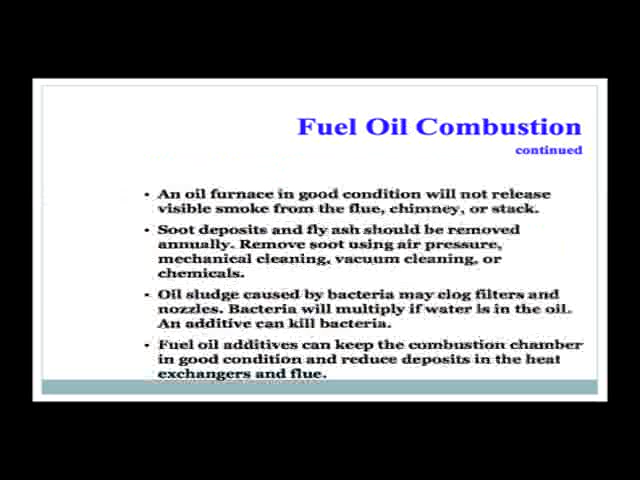 Fuel Oil Combustion
continued
• An oil furnace in good condition will not release
visible smoke from the flue, chimney, or stack.
• Soot deposits and fly ash should be removed
annually. Remove soot using air pressure,
mechanical cleaning, vacuum cleaning, or
chemicals.
• Oil sludge caused by bacteria may clog filters and
nozzles. Bacteria will multiply if water is in the oil.
An additive can kill bacteria.
• Fuel oil additives can keep the combustion chamber
in good condition and reduce deposits in the heat
exchangers and flue.